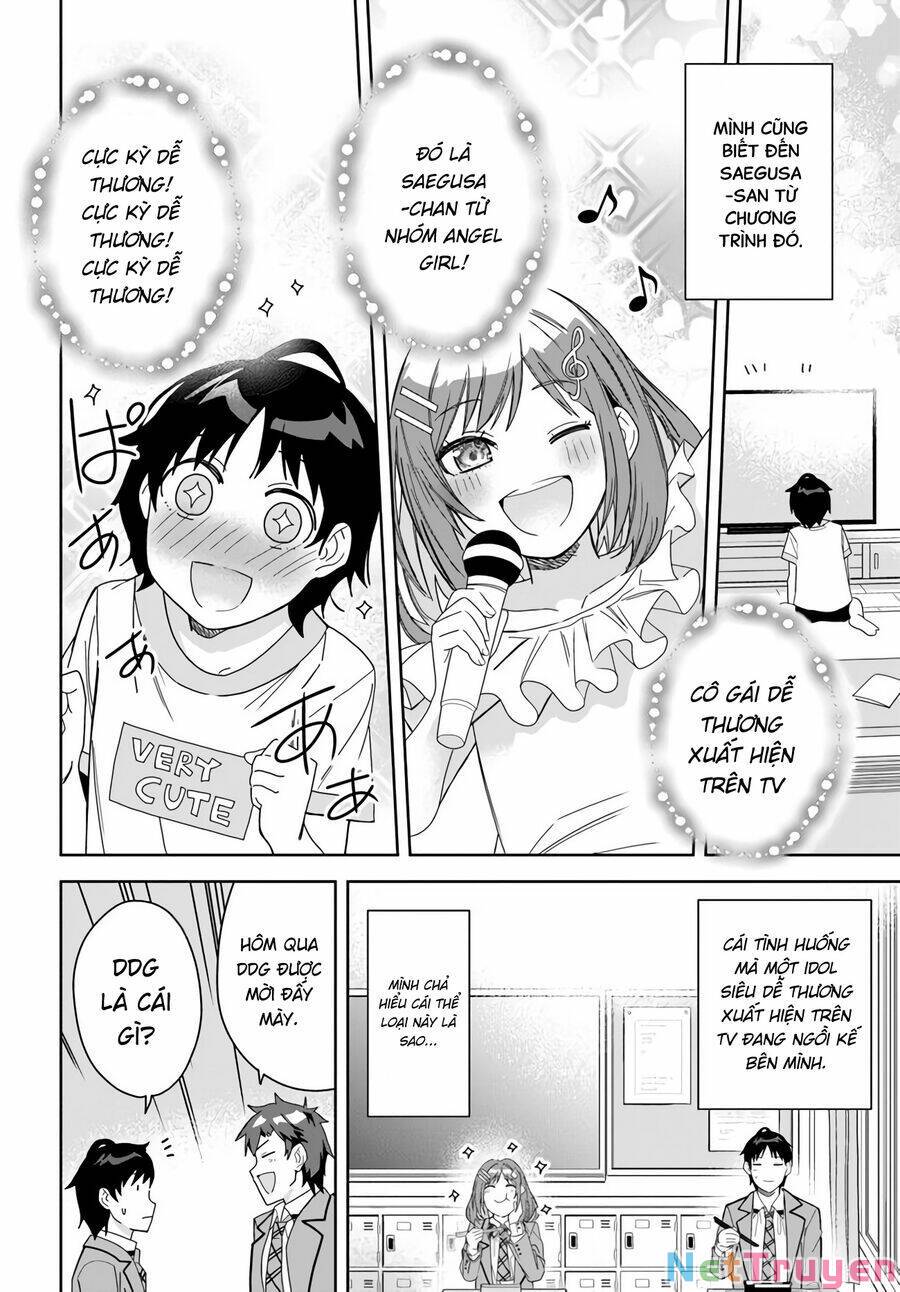 MÌNH CŨNG
BIẾT ĐẾN
SAEGUSA
-SAN TỪ
CHƯƠNG
TRÌNH ĐÓ.
CÔ GÁI DỄ
THƯƠNG
XUẤT HIỆN
TRÊN TV
ĐÓ LÀ
SAEGUSA
-CHAN TỪ
NHÓM ANGEL
GIRL!
CỰC KỲ DỄ
THƯƠNG!
CỰC KỲ DỄ
THƯƠNG!
CỰC KỲ DỄ
THƯƠNG!
ぱあぁああ
VERY
CUTE
CÁI TÌNH HUỐNG
MÀ MỘT IDOL
SIÊU DỄ THƯƠNG
XUẤT HIỆN TRÊN
TV ĐANG NGỒI KẾ
BÊN MÌNH.
MÌNH CHẢ
HIỂU CÁI THỂ
LOẠI NÀY LÀ
SAO...
HÔM QUA
DDG ĐƯỢC
MỜI ĐẤY
MÀY.
DDG
LÀ CÁI
GÌ?
NetTruyen